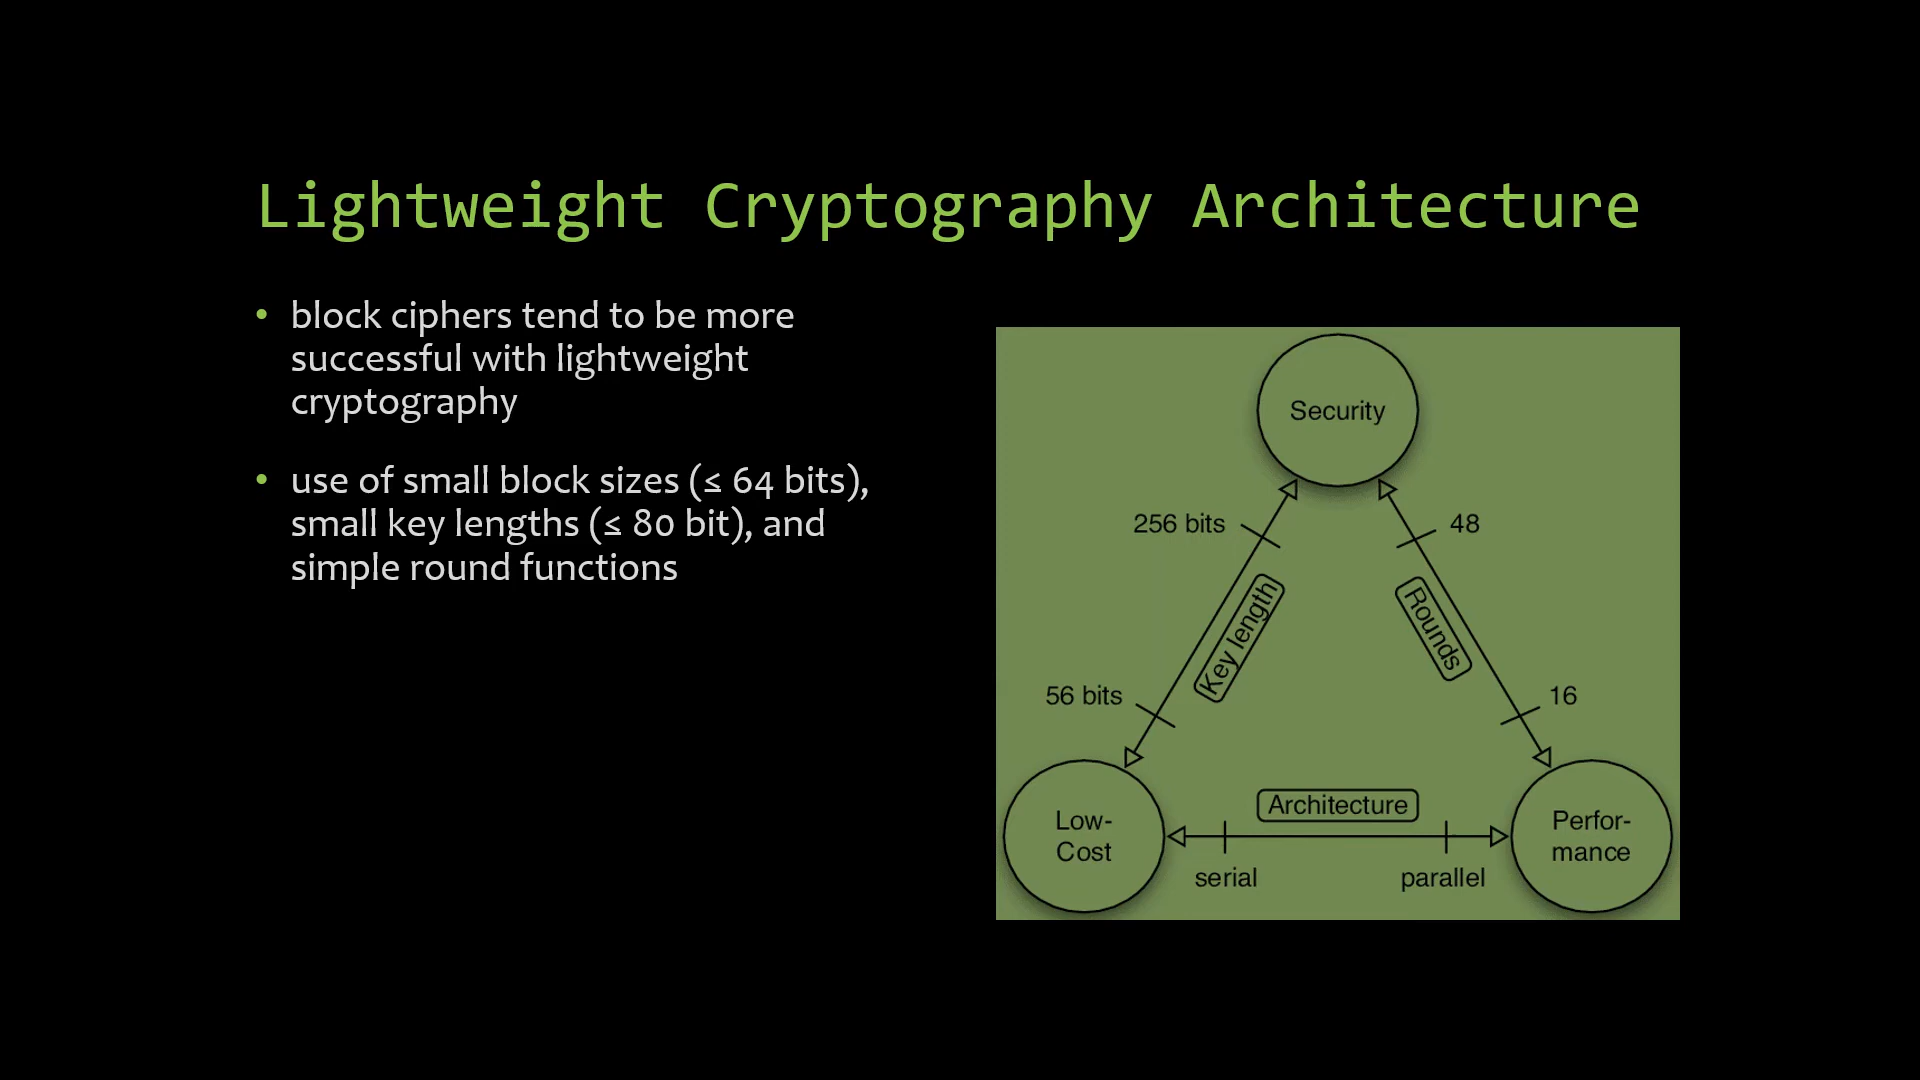 Lightweight Cryptography Architecture
• block ciphers tend to be more
successful with lightweight
cryptography
• use of small block sizes (≤ 64 bits),
small key lengths (≤ 80 bit), and
simple round functions
Security
256 bits
48
Key length
Rounds
56 bits
16
Low-
Cost
Architecture
serial
parallel
Perfor-
mance